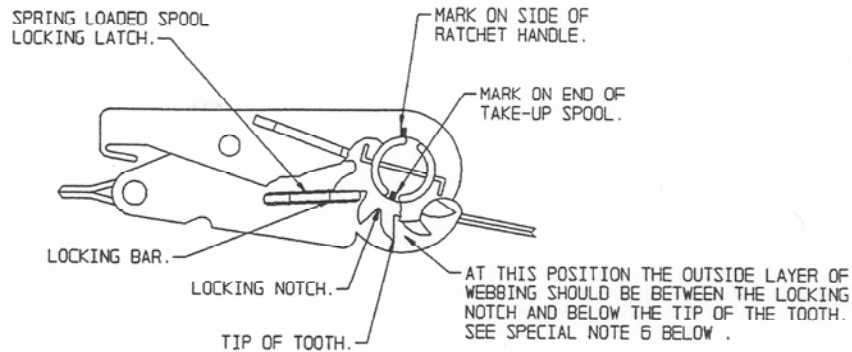 SPRING LOADED SPOOL
LOCKING LATCH.
MARK ON SIDE OF
RATCHET HANDLE.
MARK ON END OF
TAKE-UP SPOOL.
LOCKING BAR.
LOCKING NOTCH.
TIP OF TOOTH.
AT THIS POSITION THE OUTSIDE LAYER OF
WEBBING SHOULD BE BETWEEN THE LOCKING
NOTCH AND BELOW THE TIP OF THE TOOTH.
SEE SPECIAL NOTE 6 BELOW .